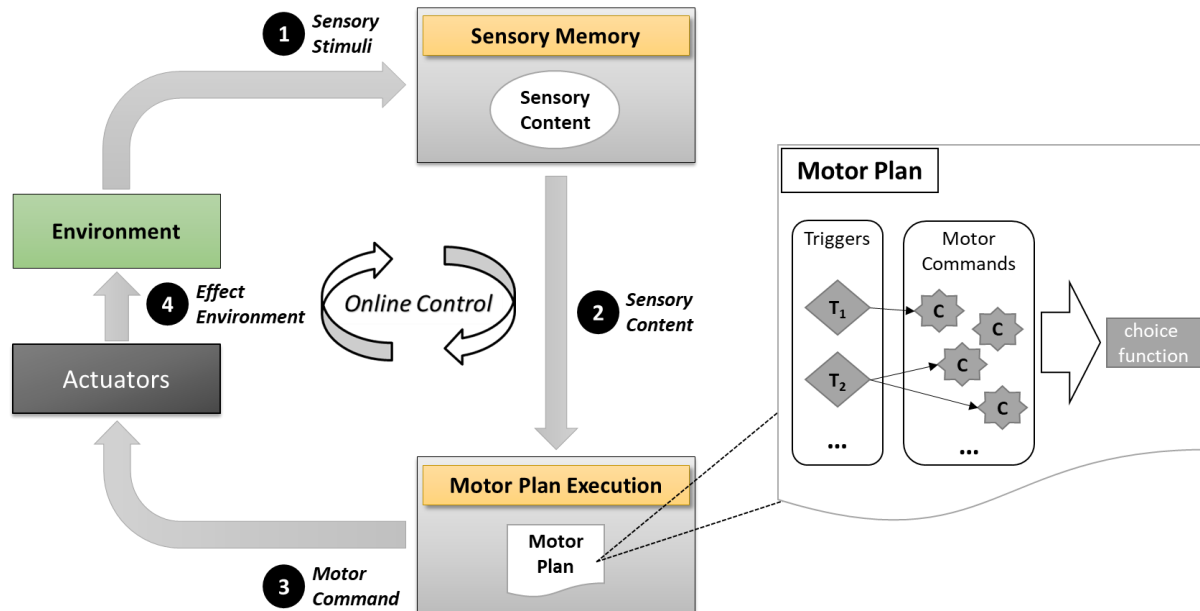 1
Sensory
Stimuli
Sensory Memory
Sensory
Content
Environment
4
Effect
Environment
Online Control
2
Sensory
Content
Actuators
Motor Plan Execution
Motor
Plan
3
Motor
Command
Motor Plan
Triggers
T1
T2
...
Motor
Commands
C
C
C
C
...
choice
function